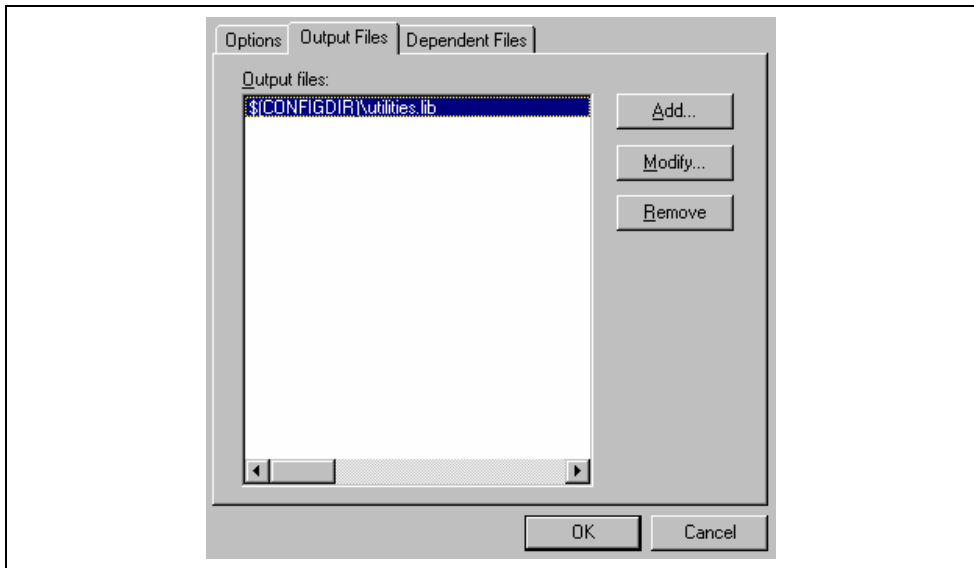 Options Output Files Dependent Files
Output files:
$(CONFIGDIR)\utilities.lib
Add...
Modify...
Remove
OK Cancel